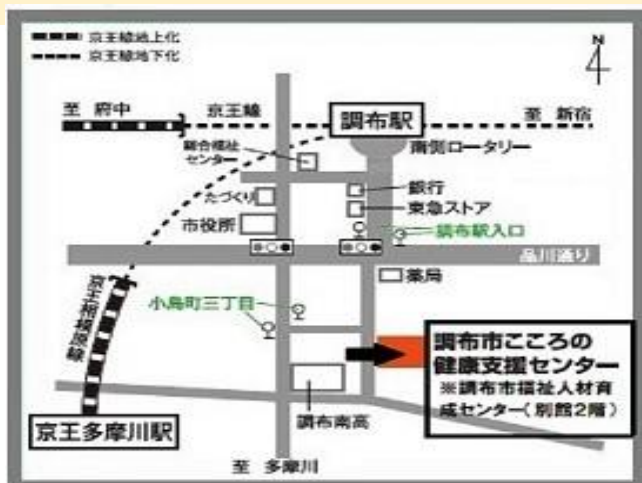 京王線地上化
京王線地下化
N
至 府中
京王線
調布駅
至 新宿
総合福祉
センター
南側ロータリー
たづくり
銀行
東急ストア
市役所
調布駅入口
品川通り
薬局
京王相模原線
小島町三丁目
調布市こころの
健康支援センター
※調布市福祉人材育
成センター(別館2階)
調布南高
京王多摩川駅
至 多摩川